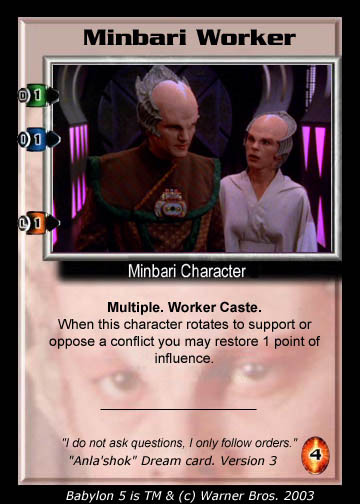 Minbari Worker
D 1
D 1
L 1
Minbari Character
Multiple. Worker Caste.
When this character rotates to support or
oppose a conflict you may restore 1 point of
influence.
"I do not ask questions, I only follow orders."
"Anla'shok" Dream card. Version 3
4
Babylon 5 is TM & (c) Warner Bros. 2003